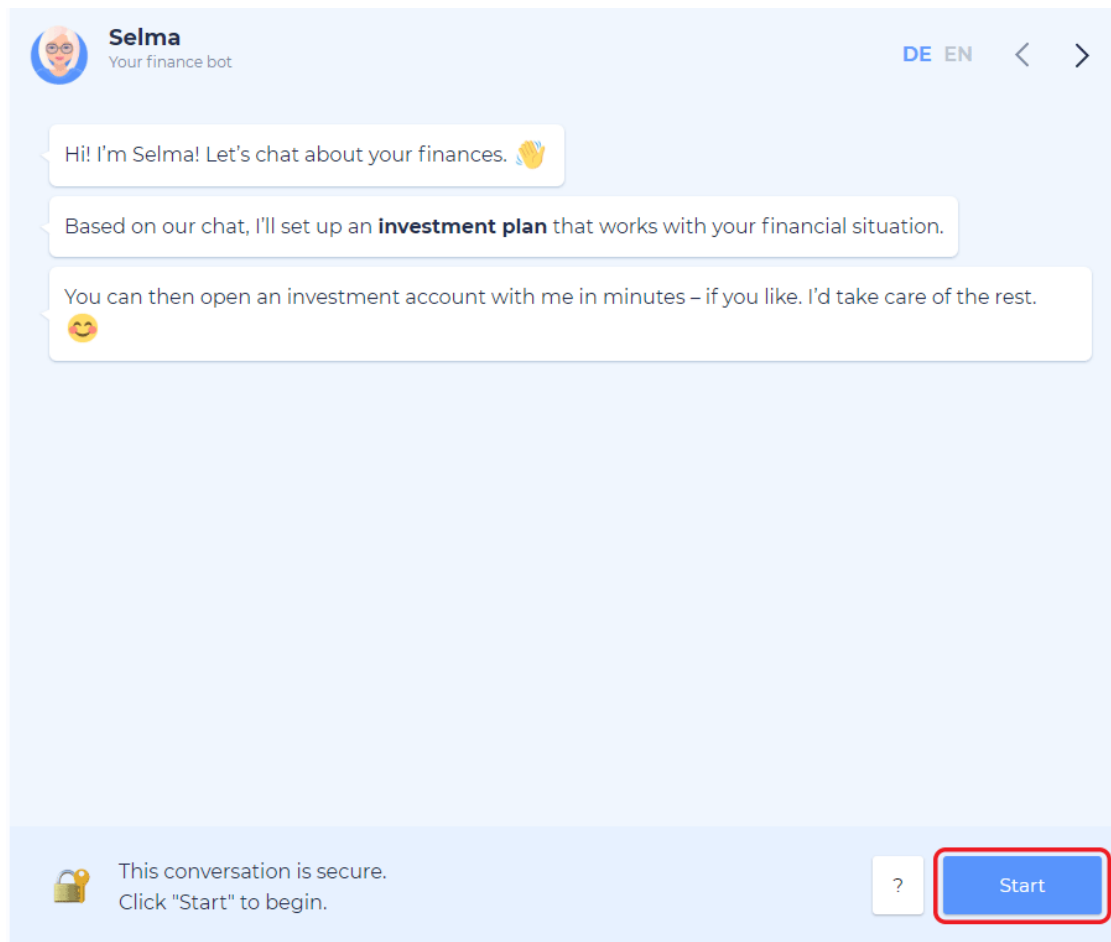 Selma
Your finance bot
DE EN
Hi! I'm Selma! Let’s chat about your finances.
Based on our chat, I’ll set up an investment plan that works with your financial situation.
You can then open an investment account with me in minutes – if you like. I’d take care of the rest.
This conversation is secure.
Click "Start" to begin.
?
Start